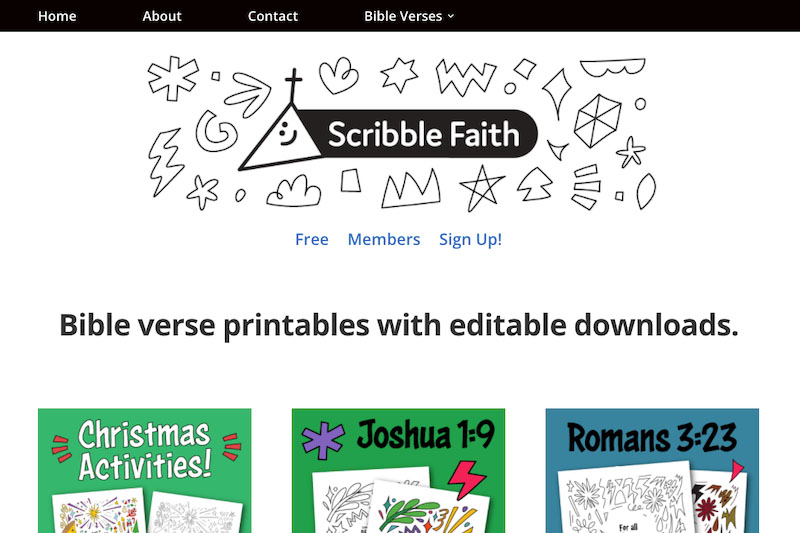 Home About Contact Bible Verses
Scribble Faith
Free Members Sign Up!
Bible verse printables with editable downloads.
Christmas
Activities!
Joshua 1:9
Romans 3:23
For all